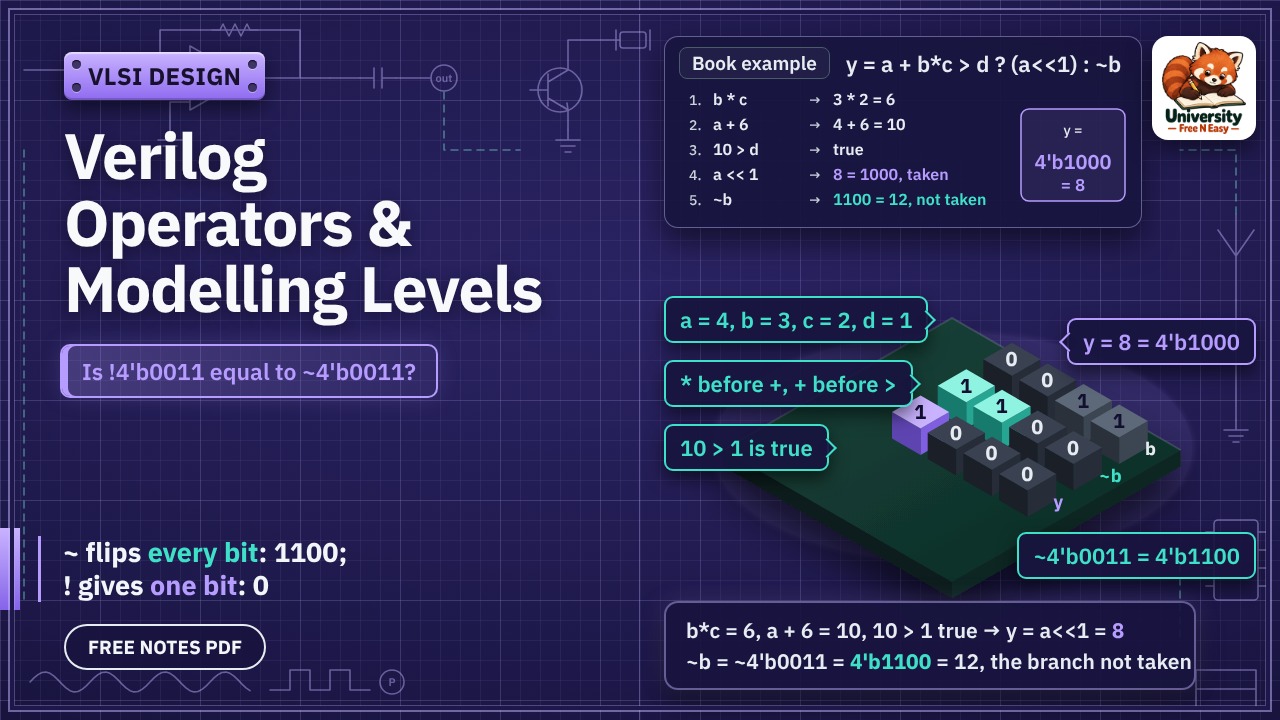 VLSI DESIGN
Verilog
Operators &
Modelling Levels
Is !4'b0011 equal to ~4'b0011?
~ flips every bit: 1100;
! gives one bit: 0
FREE NOTES PDF
out
P
Book example
y = a + b*c > d ? (a<<1) : ~b
1. b * c → 3 * 2 = 6
2. a + 6 → 4 + 6 = 10
3. 10 > d → true
4. a << 1 → 8 = 1000, taken
5. ~b → 1100 = 12, not taken
y =
4'b1000
= 8
University
Free N Easy
a = 4, b = 3, c = 2, d = 1
* before +, + before >
10 > 1 is true
y = 8 = 4'b1000
0 0 1 1 b
1 1 0 0 ~b
1 0 0 0 y
~4'b0011 = 4'b1100
b*c = 6, a + 6 = 10, 10 > 1 true → y = a<<1 = 8
~b = ~4'b0011 = 4'b1100 = 12, the branch not taken